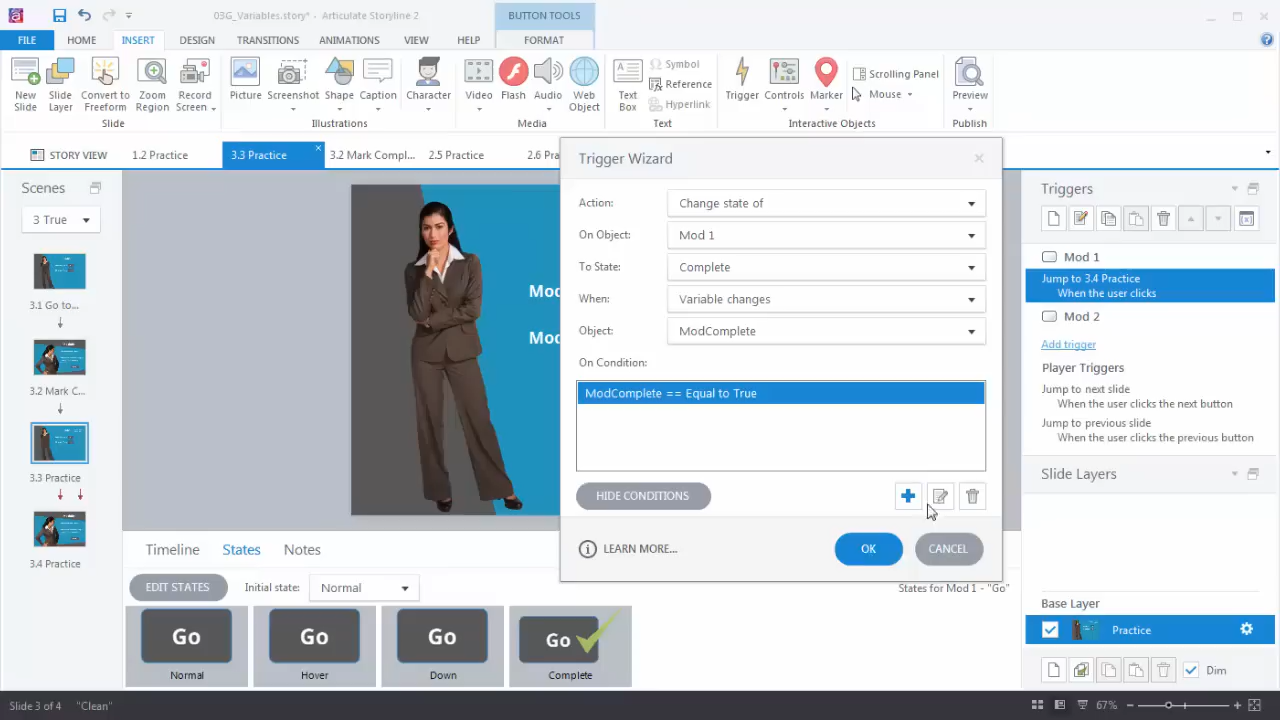 03G_Variables.story* - Articulate Storyline 2
BUTTON TOOLS
FILE
HOME
INSERT
DESIGN
TRANSITIONS
ANIMATIONS
VIEW
HELP
FORMAT
New Slide
Slide Layer
Convert to Freeform
Zoom Region
Record Screen
Slide
Picture
Screenshot
Shape
Caption
Character
Illustrations
Video
Flash
Audio
Web Object
Media
Text Box
Symbol
Reference
Hyperlink
Text
Trigger
Controls
Marker
Scrolling Panel
Mouse
Interactive Objects
Preview
Publish
STORY VIEW
1.2 Practice
3.3 Practice
3.2 Mark Compl...
2.5 Practice
2.6 Pra
Scenes
3 True
3.1 Go to...
3.2 Mark C...
3.3 Practice
3.4 Practice
Mod
Mod
Trigger Wizard
Action:
Change state of
On Object:
Mod 1
To State:
Complete
When:
Variable changes
Object:
ModComplete
On Condition:
ModComplete == Equal to True
HIDE CONDITIONS
LEARN MORE...
OK
CANCEL
Triggers
Mod 1
Jump to 3.4 Practice
When the user clicks
Mod 2
Add trigger
Player Triggers
Jump to next slide
When the user clicks the next button
Jump to previous slide
When the user clicks the previous button
Slide Layers
Base Layer
Practice
Dim
Timeline
States
Notes
EDIT STATES
Initial state:
Normal
States for Mod 1 - "Go"
Go
Normal
Go
Hover
Go
Down
Go
Complete
Slide 3 of 4
"Clean"
67%